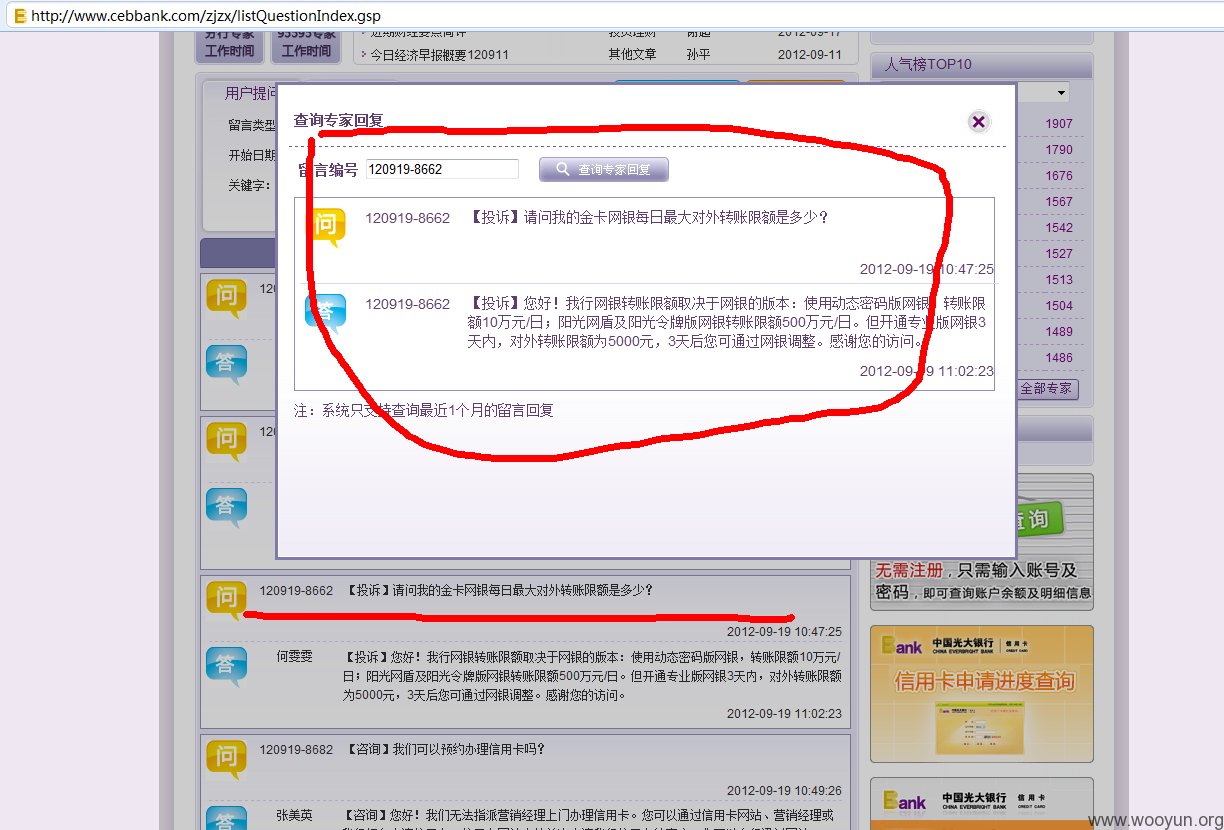 http://www.cebbank.com/zjzx/listQuestionIndex.gsp
分行专家
工作时间
95595专家
工作时间
今日经济早报概要120911
其他文章
孙平
2012-09-11
人气榜TOP10
用户提问
留言类型
开始日期
关键字：
查询专家回复
留言编号
120919-8662
查询专家回复
问
120919-8662
【投诉】请问我的金卡网银每日最大对外转账限额是多少？
2012-09-19 10:47:25
答
120919-8662
【投诉】您好！我行网银转账限额取决于网银的版本：使用动态密码版网银，转账限
额10万元/日；阳光网盾及阳光令牌版网银转账限额500万元/日。但开通专业版网银3
天内，对外转账限额为5000元，3天后您可通过网银调整。感谢您的访问。
2012-09-19 11:02:23
注：系统只支持查询最近1个月的留言回复
1907
1790
1676
1567
1542
1527
1513
1504
1489
1486
全部专家
问
120
答
问
120
答
问
120919-8662
【投诉】请问我的金卡网银每日最大对外转账限额是多少？
2012-09-19 10:47:25
答
何雯雯
【投诉】您好！我行网银转账限额取决于网银的版本：使用动态密码版网银，转账限额10万元/
日；阳光网盾及阳光令牌版网银转账限额500万元/日。但开通专业版网银3天内，对外转账限额
为5000元，3天后您可通过网银调整。感谢您的访问。
2012-09-19 11:02:23
问
120919-8682
【咨询】我们可以预约办理信用卡吗？
2012-09-19 10:49:26
答
张美英
【咨询】您好！我们无法指派营销经理上门办理信用卡。您可以通过信用卡网站、营销经理或
查询
无需注册，只需输入账号及
密码，即可查询账户余额及明细信息
Bank
中国光大银行
CHINA EVERBRIGHT BANK
信用卡
CREDIT CARD
信用卡申请进度查询
Bank
中国光大银行
CHINA EVERBRIGHT BANK
信用卡
CREDIT CARD
www.wooyun.org